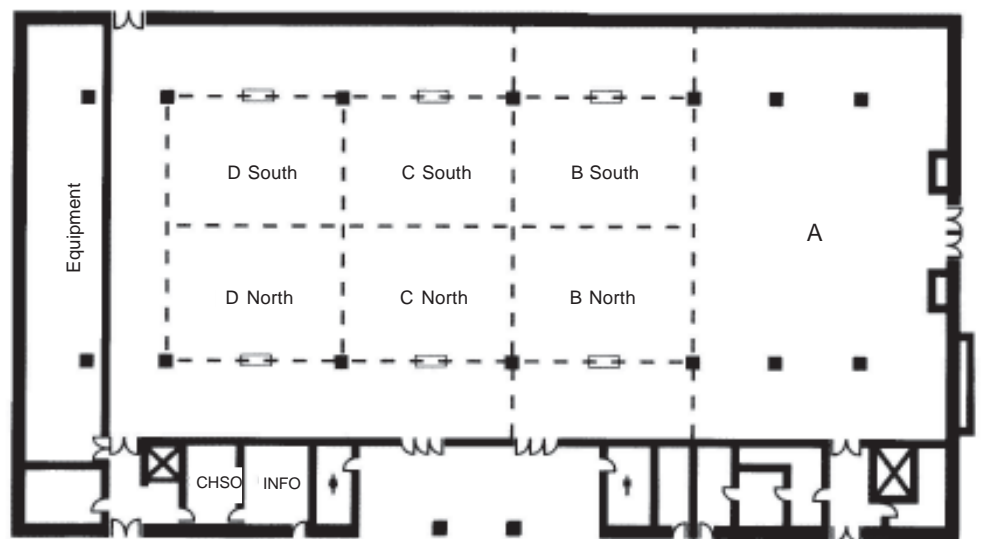 D South
C South
B South
Equipment
A
D North
C North
B North
CHSO
INFO